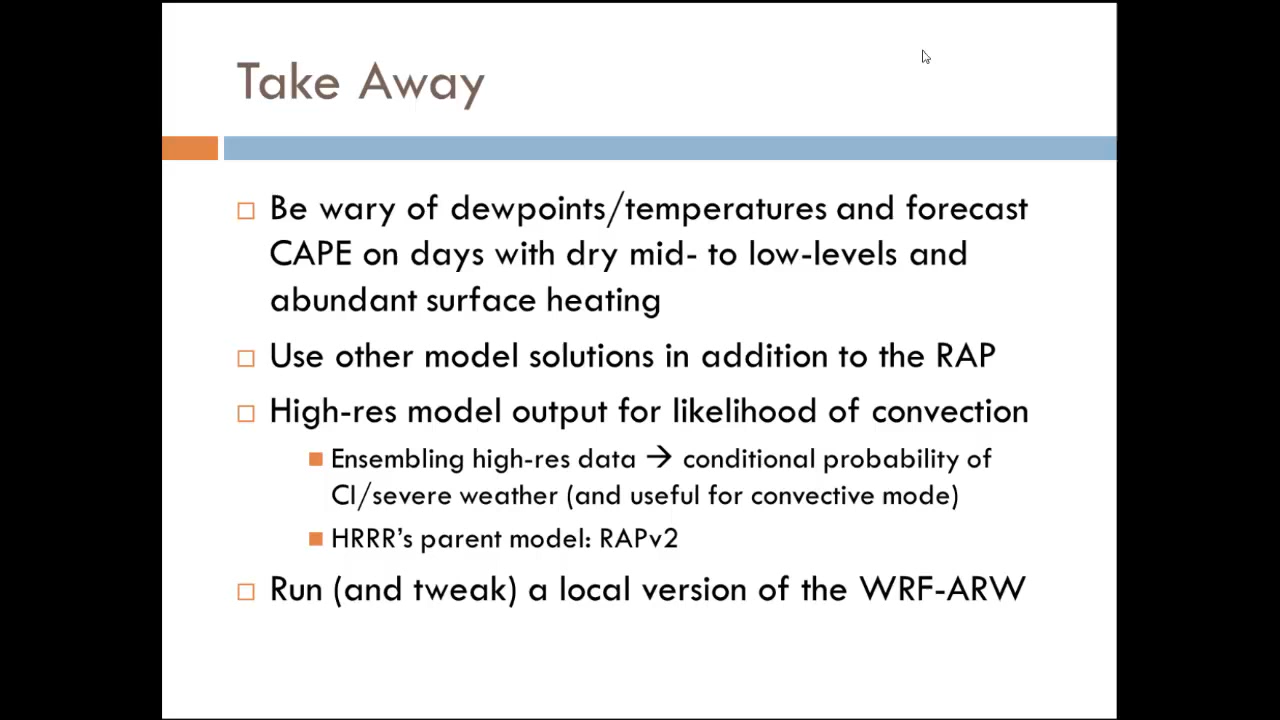 Take Away
Be wary of dewpoints/temperatures and forecast
CAPE on days with dry mid- to low-levels and
abundant surface heating
Use other model solutions in addition to the RAP
High-res model output for likelihood of convection
Ensembling high-res data → conditional probability of
CI/severe weather (and useful for convective mode)
HRRR’s parent model: RAPv2
Run (and tweak) a local version of the WRF-ARW